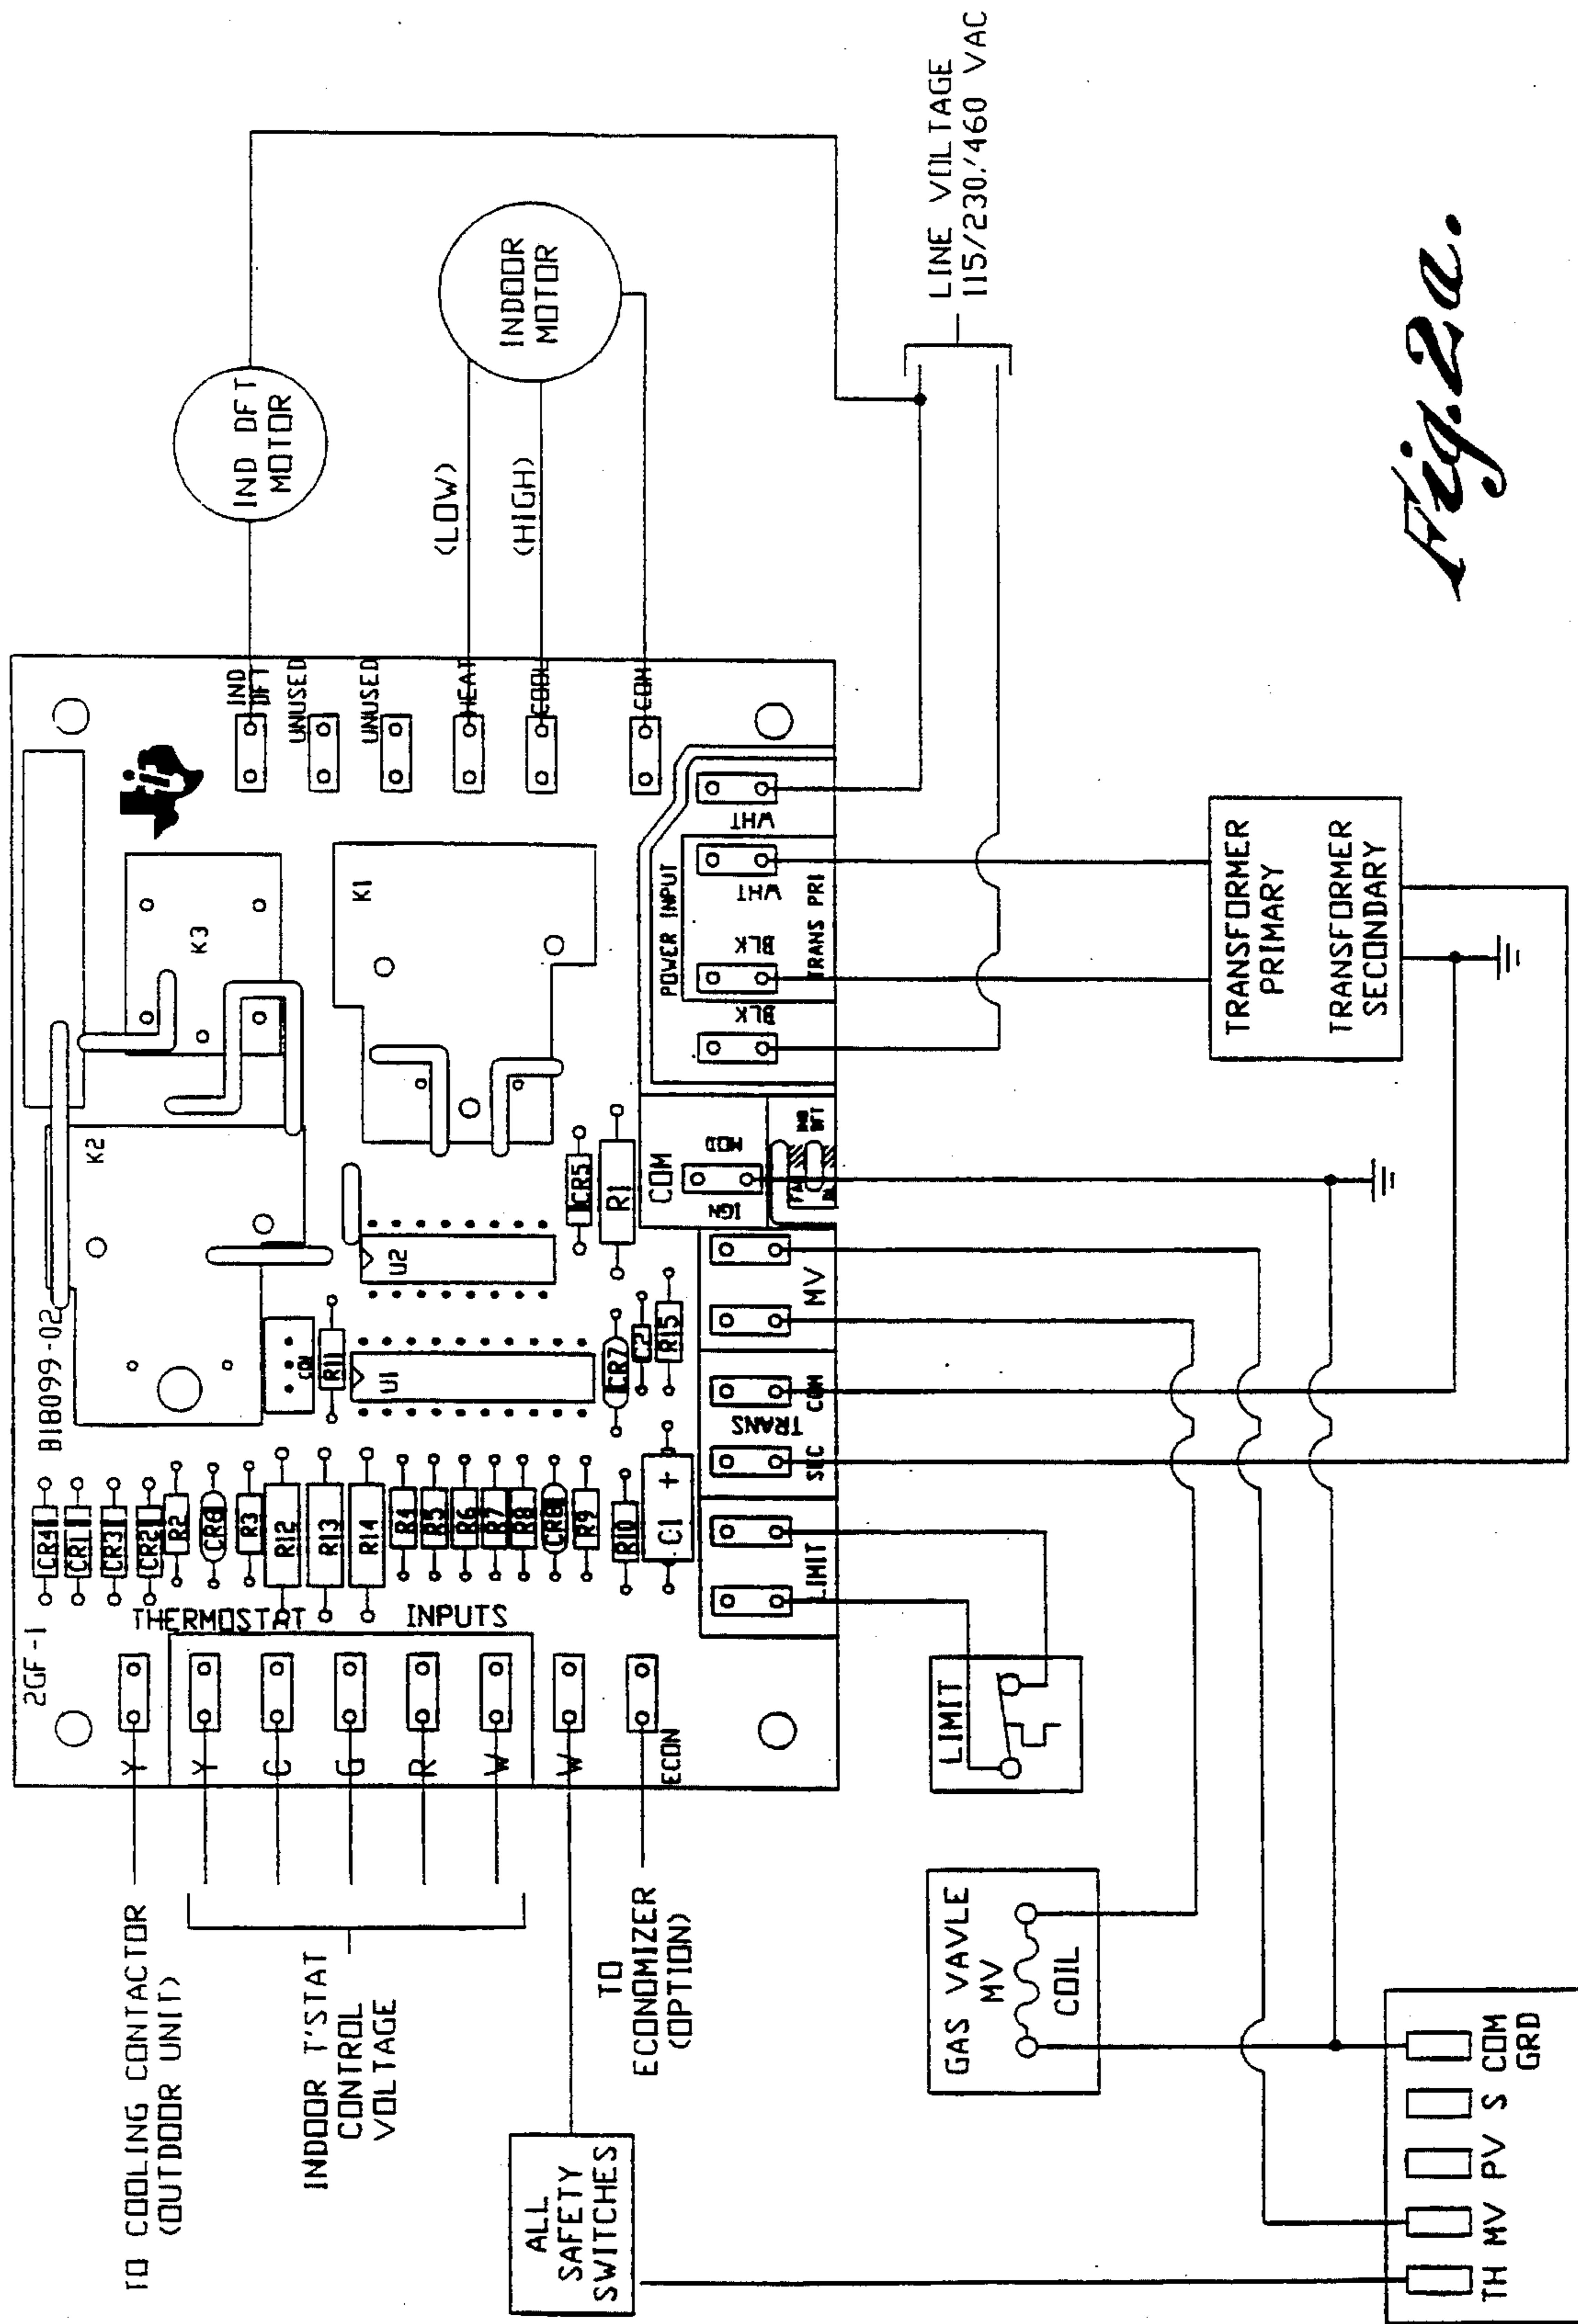 2GF-1
B18099-02
Y
Y
C
G
R
W
W
ECON
THERMOSTAT INPUTS
CR4
CR1
CR3
CR2
R2
CR6
R3
R12
R13
R14
R4
R5
R6
R7
R8
CR8
R9
R10
C1
+
R11
U1
CR7
C2
R15
U2
CR5
R1
K2
K3
K1
IND
DFT
UNUSED
UNUSED
HEAT
COOL
COM
LIMIT
SEC
TRANS
COM
MV
COM
IGN
MOD
POWER INPUT
BLK
BLK
WHT
WHT
TRANS PRI
TO COOLING CONTACTOR
(OUTDOOR UNIT)
INDOOR T'STAT
CONTROL
VOLTAGE
ALL
SAFETY
SWITCHES
TO
ECONOMIZER
(OPTION)
IND DFT
MOTOR
(LOW)
(HIGH)
INDOOR
MOTOR
LINE VOLTAGE
115/230/460 VAC
LIMIT
GAS VAVLE
MV
COIL
TRANSFORMER
PRIMARY
TRANSFORMER
SECONDARY
TH
MV
PV
S
COM
GRD
Fig.2a.